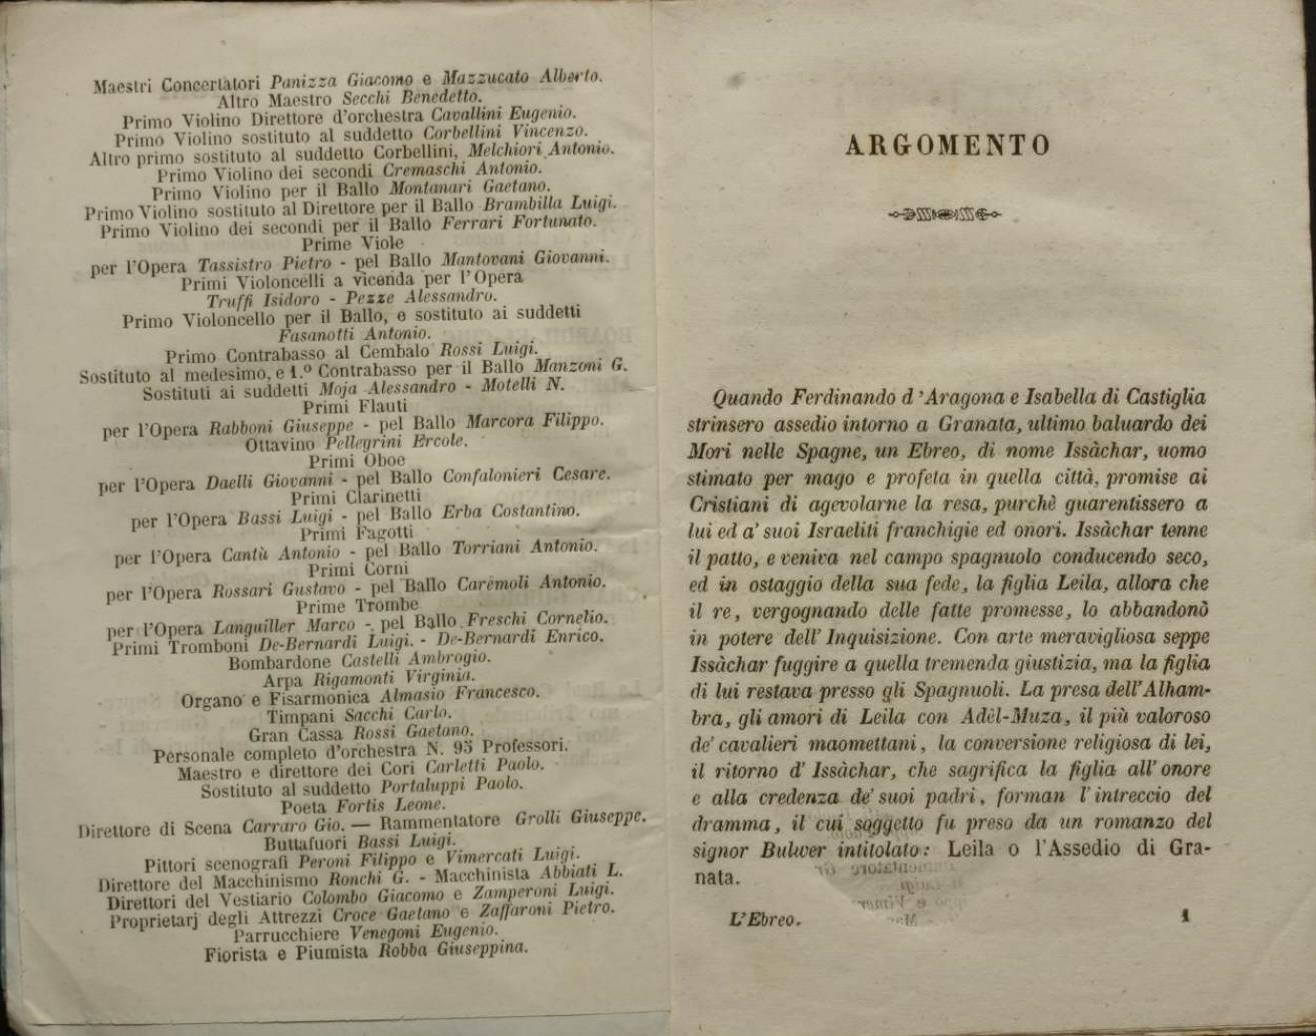 Maestri Concertatori Panizza Giacomo e Mazzucato Alberto.
Altro Maestro Secchi Benedetto.
Primo Violino Direttore d'orchestra Cavallini Eugenio.
Primo Violino sostituto al suddetto Corbellini Vincenzo.
Altro primo sostituto al suddetto Corbellini, Melchiori Antonio.
Primo Violino dei secondi Cremaschi Antonio.
Primo Violino per il Ballo Montanari Gaetano.
Primo Violino sostituto al Direttore per il Ballo Brambilla Luigi.
Primo Violino dei secondi per il Ballo Ferrari Fortunato.
Prime Viole
per l'Opera Tassistro Pietro - pel Ballo Mantovani Giovanni.
Primi Violoncelli a vicenda per l'Opera
Truffi Isidoro - Pezze Alessandro.
Primo Violoncello per il Ballo, e sostituto ai suddetti
Fasanotti Antonio.
Primo Contrabasso al Cembalo Rossi Luigi.
Sostituto al medesimo, e 1.º Contrabasso per il Ballo Manzoni G.
Sostituti ai suddetti Moja Alessandro - Motelli N.
Primi Flauti
per l'Opera Rabboni Giuseppe - pel Ballo Marcora Filippo.
Ottavino Pellegrini Ercole.
Primi Oboe
per l'Opera Daelli Giovanni - pel Ballo Confalonieri Cesare.
Primi Clarinetti
per l'Opera Bassi Luigi - pel Ballo Erba Costantino.
Primi Fagotti
per l'Opera Cantù Antonio - pel Ballo Torriani Antonio.
Primi Corni
per l'Opera Rossari Gustavo - pel Ballo Caremoli Antonio.
Prime Trombe
per l'Opera Languiller Marco - pel Ballo Freschi Cornelio.
Primi Tromboni De-Bernardi Luigi. - De-Bernardi Enrico.
Bombardone Castelli Ambrogio.
Arpa Rigamonti Virginia.
Organo e Fisarmonica Almasio Francesco.
Timpani Sacchi Carlo.
Gran Cassa Rossi Gaetano.
Personale completo d'orchestra N. 95 Professori.
Maestro e direttore dei Cori Carletti Paolo.
Sostituto al suddetto Portaluppi Paolo.
Poeta Fortis Leone.
Direttore di Scena Carraro Gio. — Rammentatore Grolli Giuseppe.
Buttafuori Bassi Luigi.
Pittori scenografi Peroni Filippo e Vimercati Luigi.
Direttore del Macchinismo Ronchi G. - Macchinista Abbiati L.
Direttori del Vestiario Colombo Giacomo e Zamperoni Luigi.
Proprietarj degli Attrezzi Croce Gaetano e Zaffaroni Pietro.
Parrucchiere Venegoni Eugenio.
Fiorista e Piumista Robba Giuseppina.
ARGOMENTO
Quando Ferdinando d'Aragona e Isabella di Castiglia
strinsero assedio intorno a Granata, ultimo baluardo dei
Mori nelle Spagne, un Ebreo, di nome Issàchar, uomo
stimato per mago e profeta in quella città, promise ai
Cristiani di agevolarne la resa, purchè guarentissero a
lui ed a' suoi Israeliti franchigie ed onori. Issàchar tenne
il patto, e veniva nel campo spagnuolo conducendo seco,
ed in ostaggio della sua fede, la figlia Leila, allora che
il re, vergognando delle fatte promesse, lo abbandonò
in potere dell'Inquisizione. Con arte meravigliosa seppe
Issàchar fuggire a quella tremenda giustizia, ma la figlia
di lui restava presso gli Spagnuoli. La presa dell'Alham-
bra, gli amori di Leila con Adèl-Muza, il più valoroso
de' cavalieri maomettani, la conversione religiosa di lei,
il ritorno d'Issàchar, che sagrifica la figlia all'onore
e alla credenza de' suoi padri, forman l'intreccio del
dramma, il cui soggetto fu preso da un romanzo del
signor Bulwer intitolato: Leila o l'Assedio di Gra-
nata.
L'Ebreo. 1